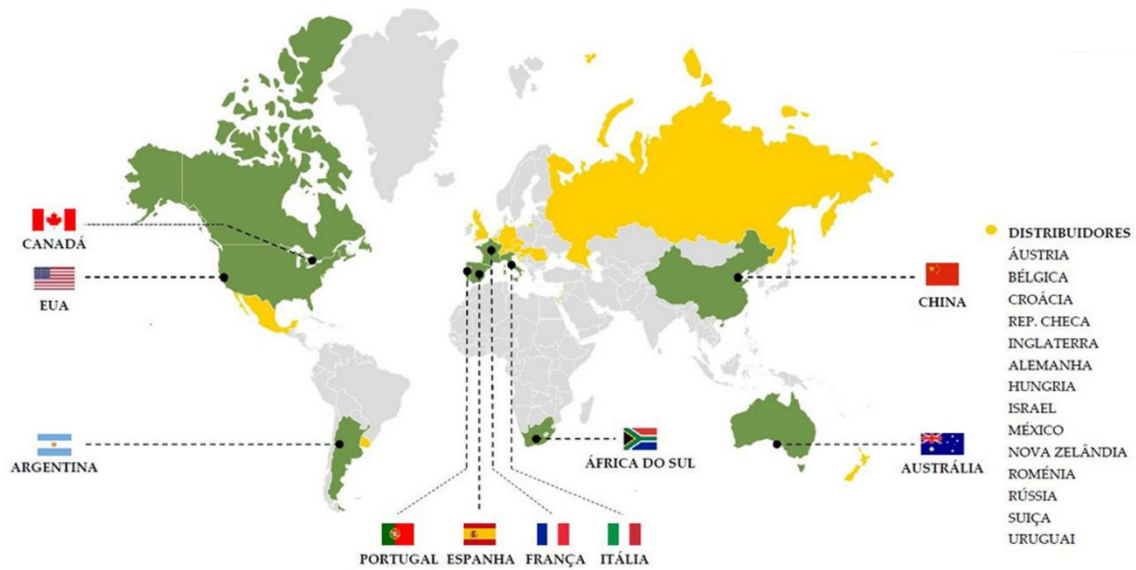 CANADÁ
EUA
ARGENTINA
PORTUGAL
ESPANHA
FRANÇA
ITÁLIA
ÁFRICA DO SUL
CHINA
AUSTRÁLIA
DISTRIBUIDORES
ÁUSTRIA
BÉLGICA
CROÁCIA
REP. CHECA
INGLATERRA
ALEMANHA
HUNGRIA
ISRAEL
MÉXICO
NOVA ZELÂNDIA
ROMÉNIA
RÚSSIA
SUIÇA
URUGUAI